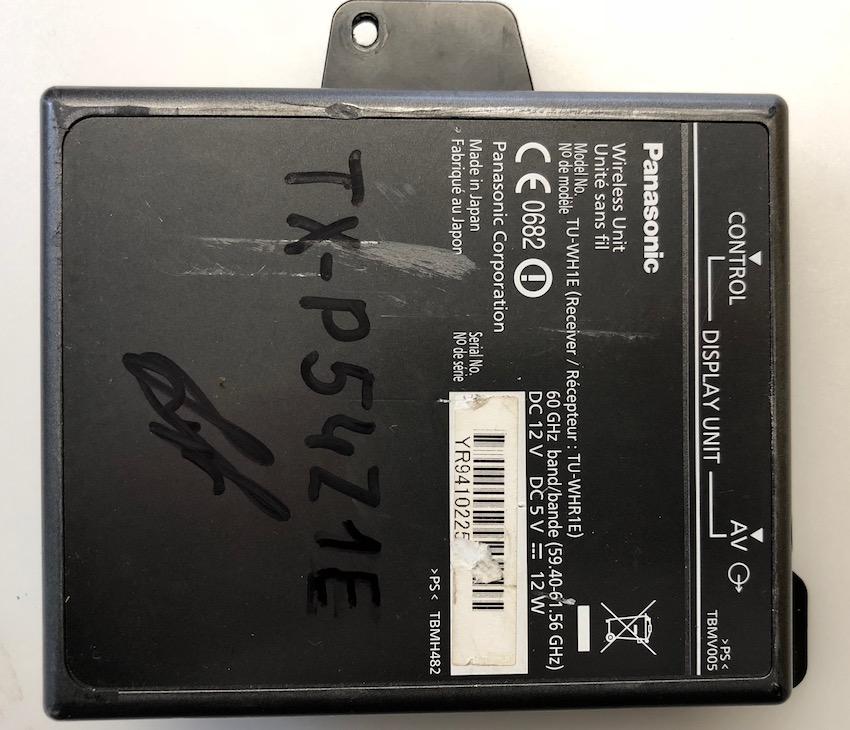 CONTROL DISPLAY UNIT AV
>PS<
TBMV005
Panasonic
Wireless Unit
Unité sans fil
Model No.
Nº de modèle TU-WH1E (Receiver / Récepteur : TU-WHR1E)
60 GHz band/bande (59.40-61.56 GHz)
DC 12 V DC 5 V ⎓ 12 W
CE 0682
Panasonic Corporation
Made in Japan
Fabriqué au Japon
Serial No.
Nº de série
YR9410225
>PS< TBMH482
TX-P54Z1E